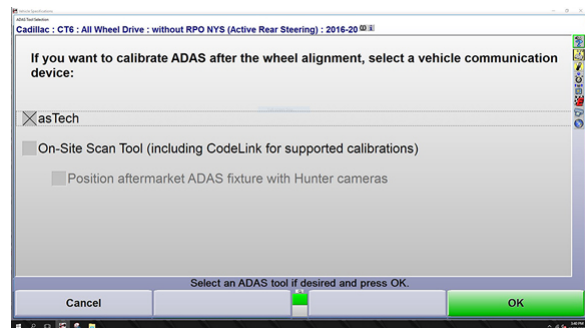 Vehicle Specifications
ADAS Tool Selection
Cadillac : CT6 : All Wheel Drive : without RPO NYS (Active Rear Steering) : 2016-20
If you want to calibrate ADAS after the wheel alignment, select a vehicle communication
device:
asTech
On-Site Scan Tool (including CodeLink for supported calibrations)
Position aftermarket ADAS fixture with Hunter cameras
Select an ADAS tool if desired and press OK.
Cancel
OK